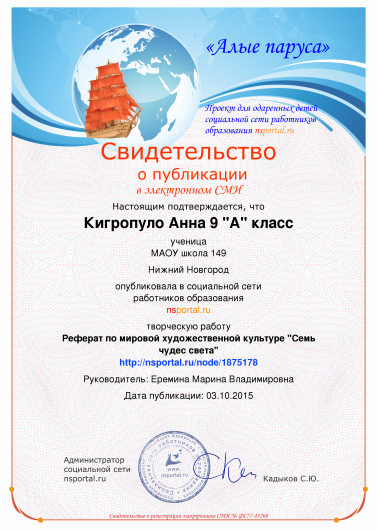 «Алые паруса»
Проект для одаренных детей
социальной сети работников
образования nsportal.ru
Свидетельство
о публикации
в электронном СМИ
Настоящим подтверждается, что
Кигропуло Анна 9 "А" класс
ученица
МАОУ школа 149
Нижний Новгород
опубликовала в социальной сети
работников образования
nsportal.ru
творческую работу
Реферат по мировой художественной культуре "Семь
чудес света"
http://nsportal.ru/node/1875178
Руководитель: Еремина Марина Владимировна
Дата публикации: 03.10.2015
Администратор
социальной сети
nsportal.ru
Кадыков С.Ю.
Свидетельство о регистрации электронного СМИ № ФС77-43268